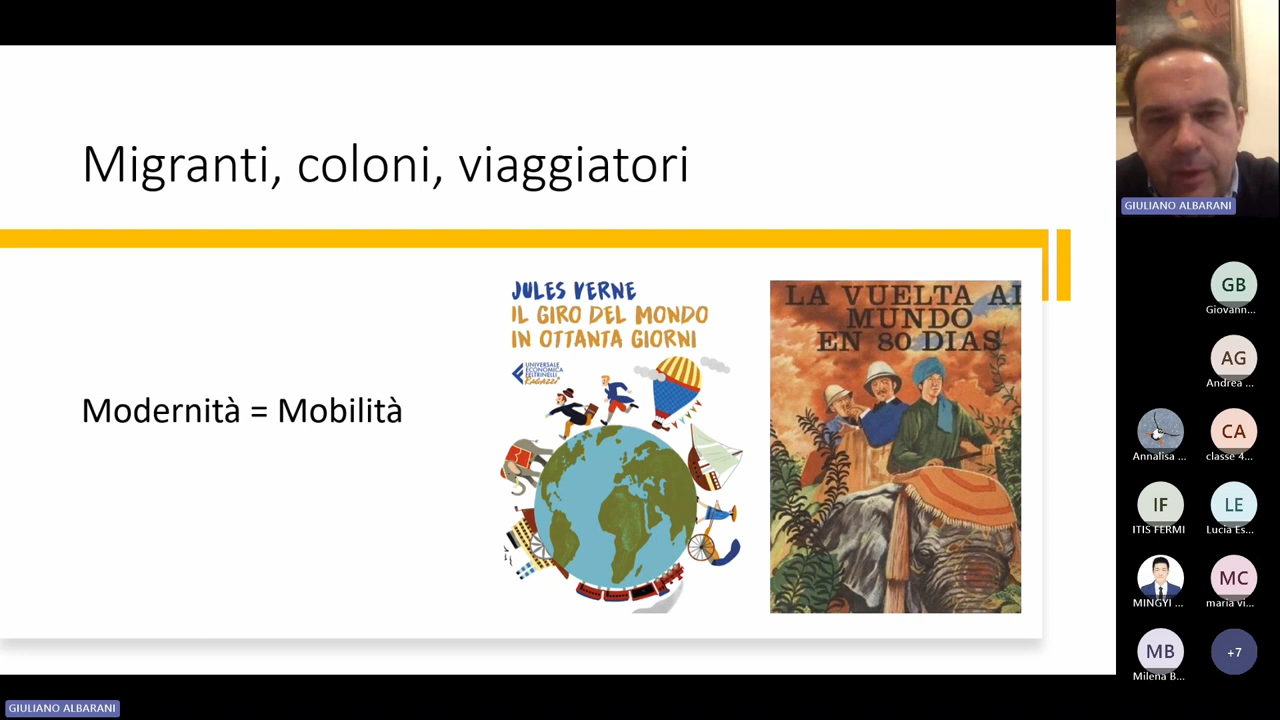 Migranti, coloni, viaggiatori
Modernità = Mobilità
JULES VERNE
IL GIRO DEL MONDO
IN OTTANTA GIORNI
UNIVERSALE
ECONOMICA
FELTRINELLI
RAGAZZI
LA VUELTA AL
MUNDO
EN 80 DIAS
GIULIANO ALBARANI
GB
Giovann...
AG
Andrea ...
Annalisa ...
CA
classe 4...
IF
ITIS FERMI
LE
Lucia Es...
MINGYI ...
MC
maria vi...
MB
Milena B...
+7
GIULIANO ALBARANI